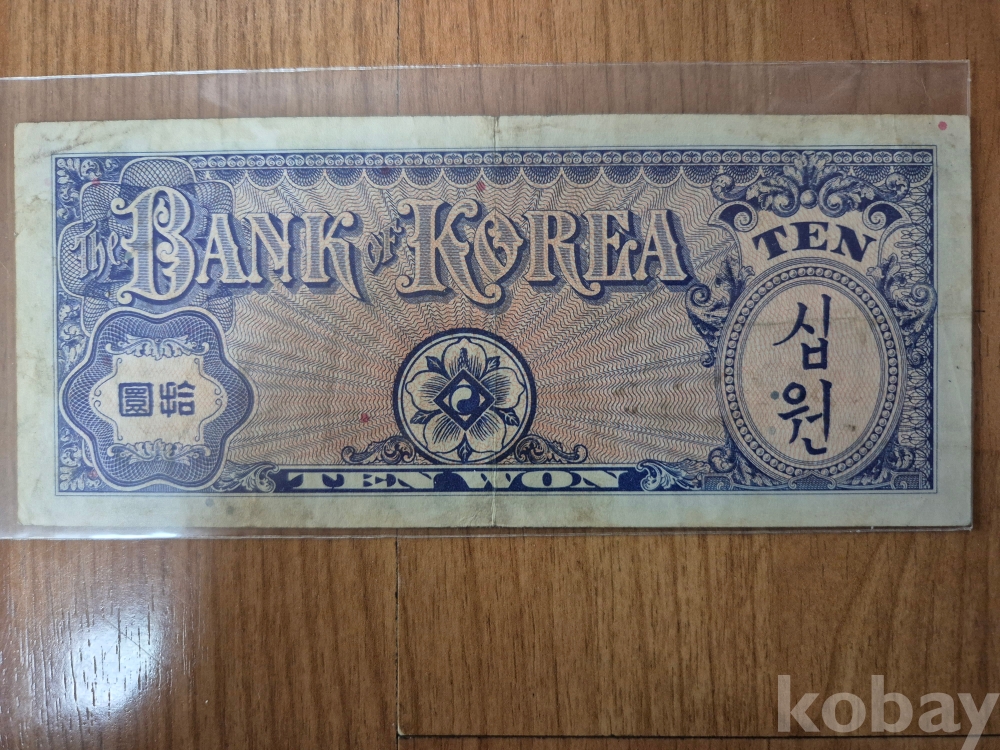 The BANK OF KOREA
TEN
십원
圓拾
TEN WON
kobay